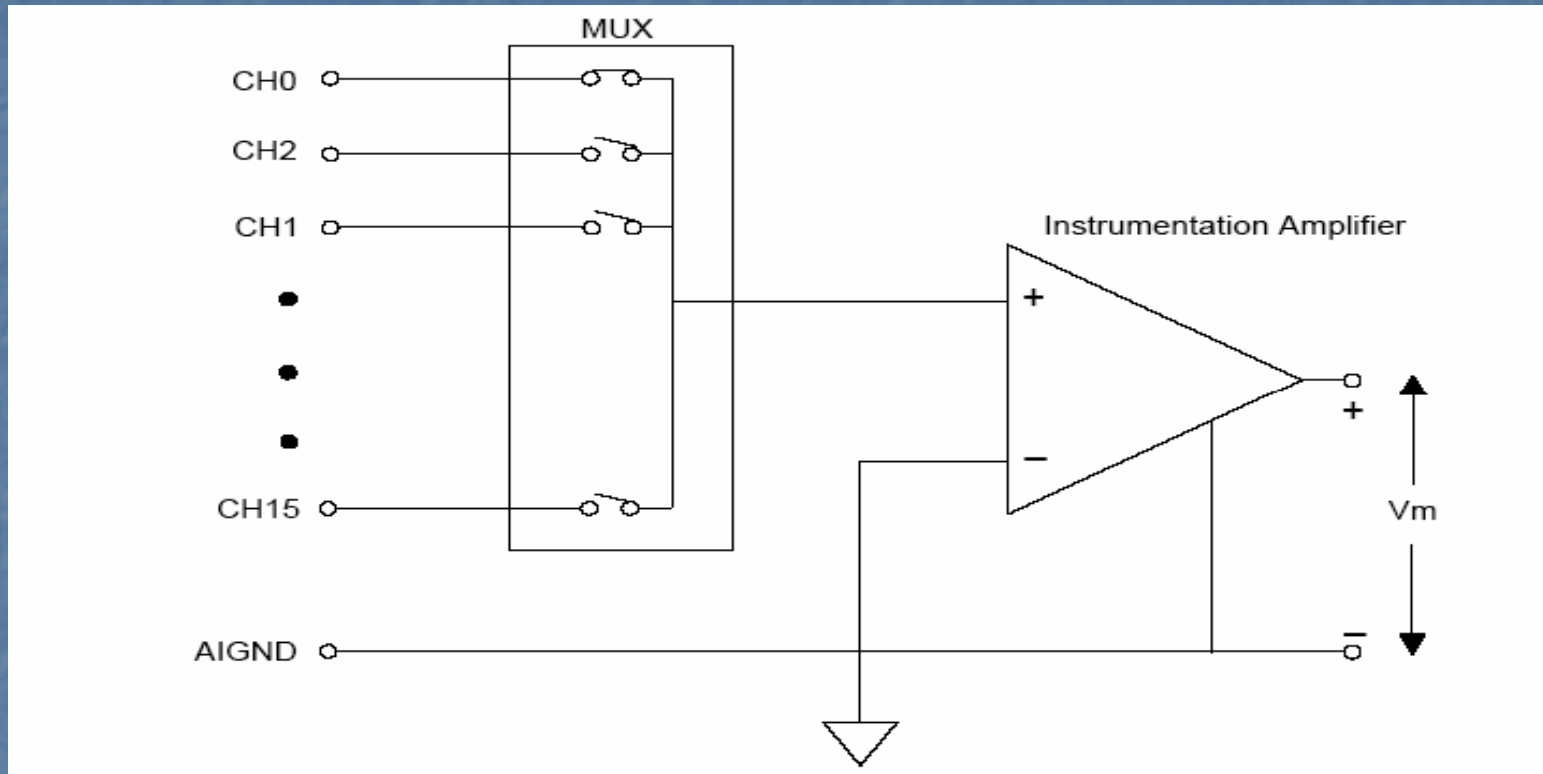 MUX
CH0
CH2
CH1
Instrumentation Amplifier
+
−
+
CH15
Vm
AIGND
−